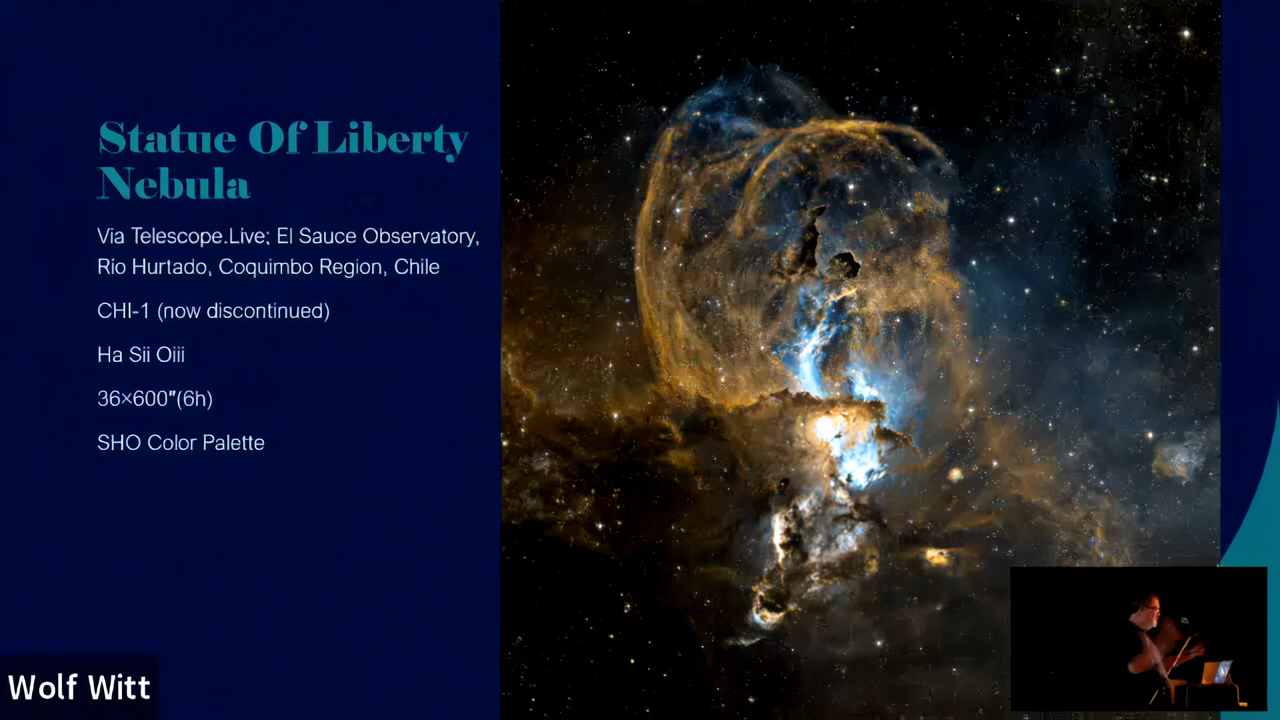 Statue Of Liberty
Nebula
Via Telescope.Live; El Sauce Observatory,
Río Hurtado, Coquimbo Region, Chile
CHI-1 (now discontinued)
Ha Sii Oiii
36×600″(6h)
SHO Color Palette
Wolf Witt